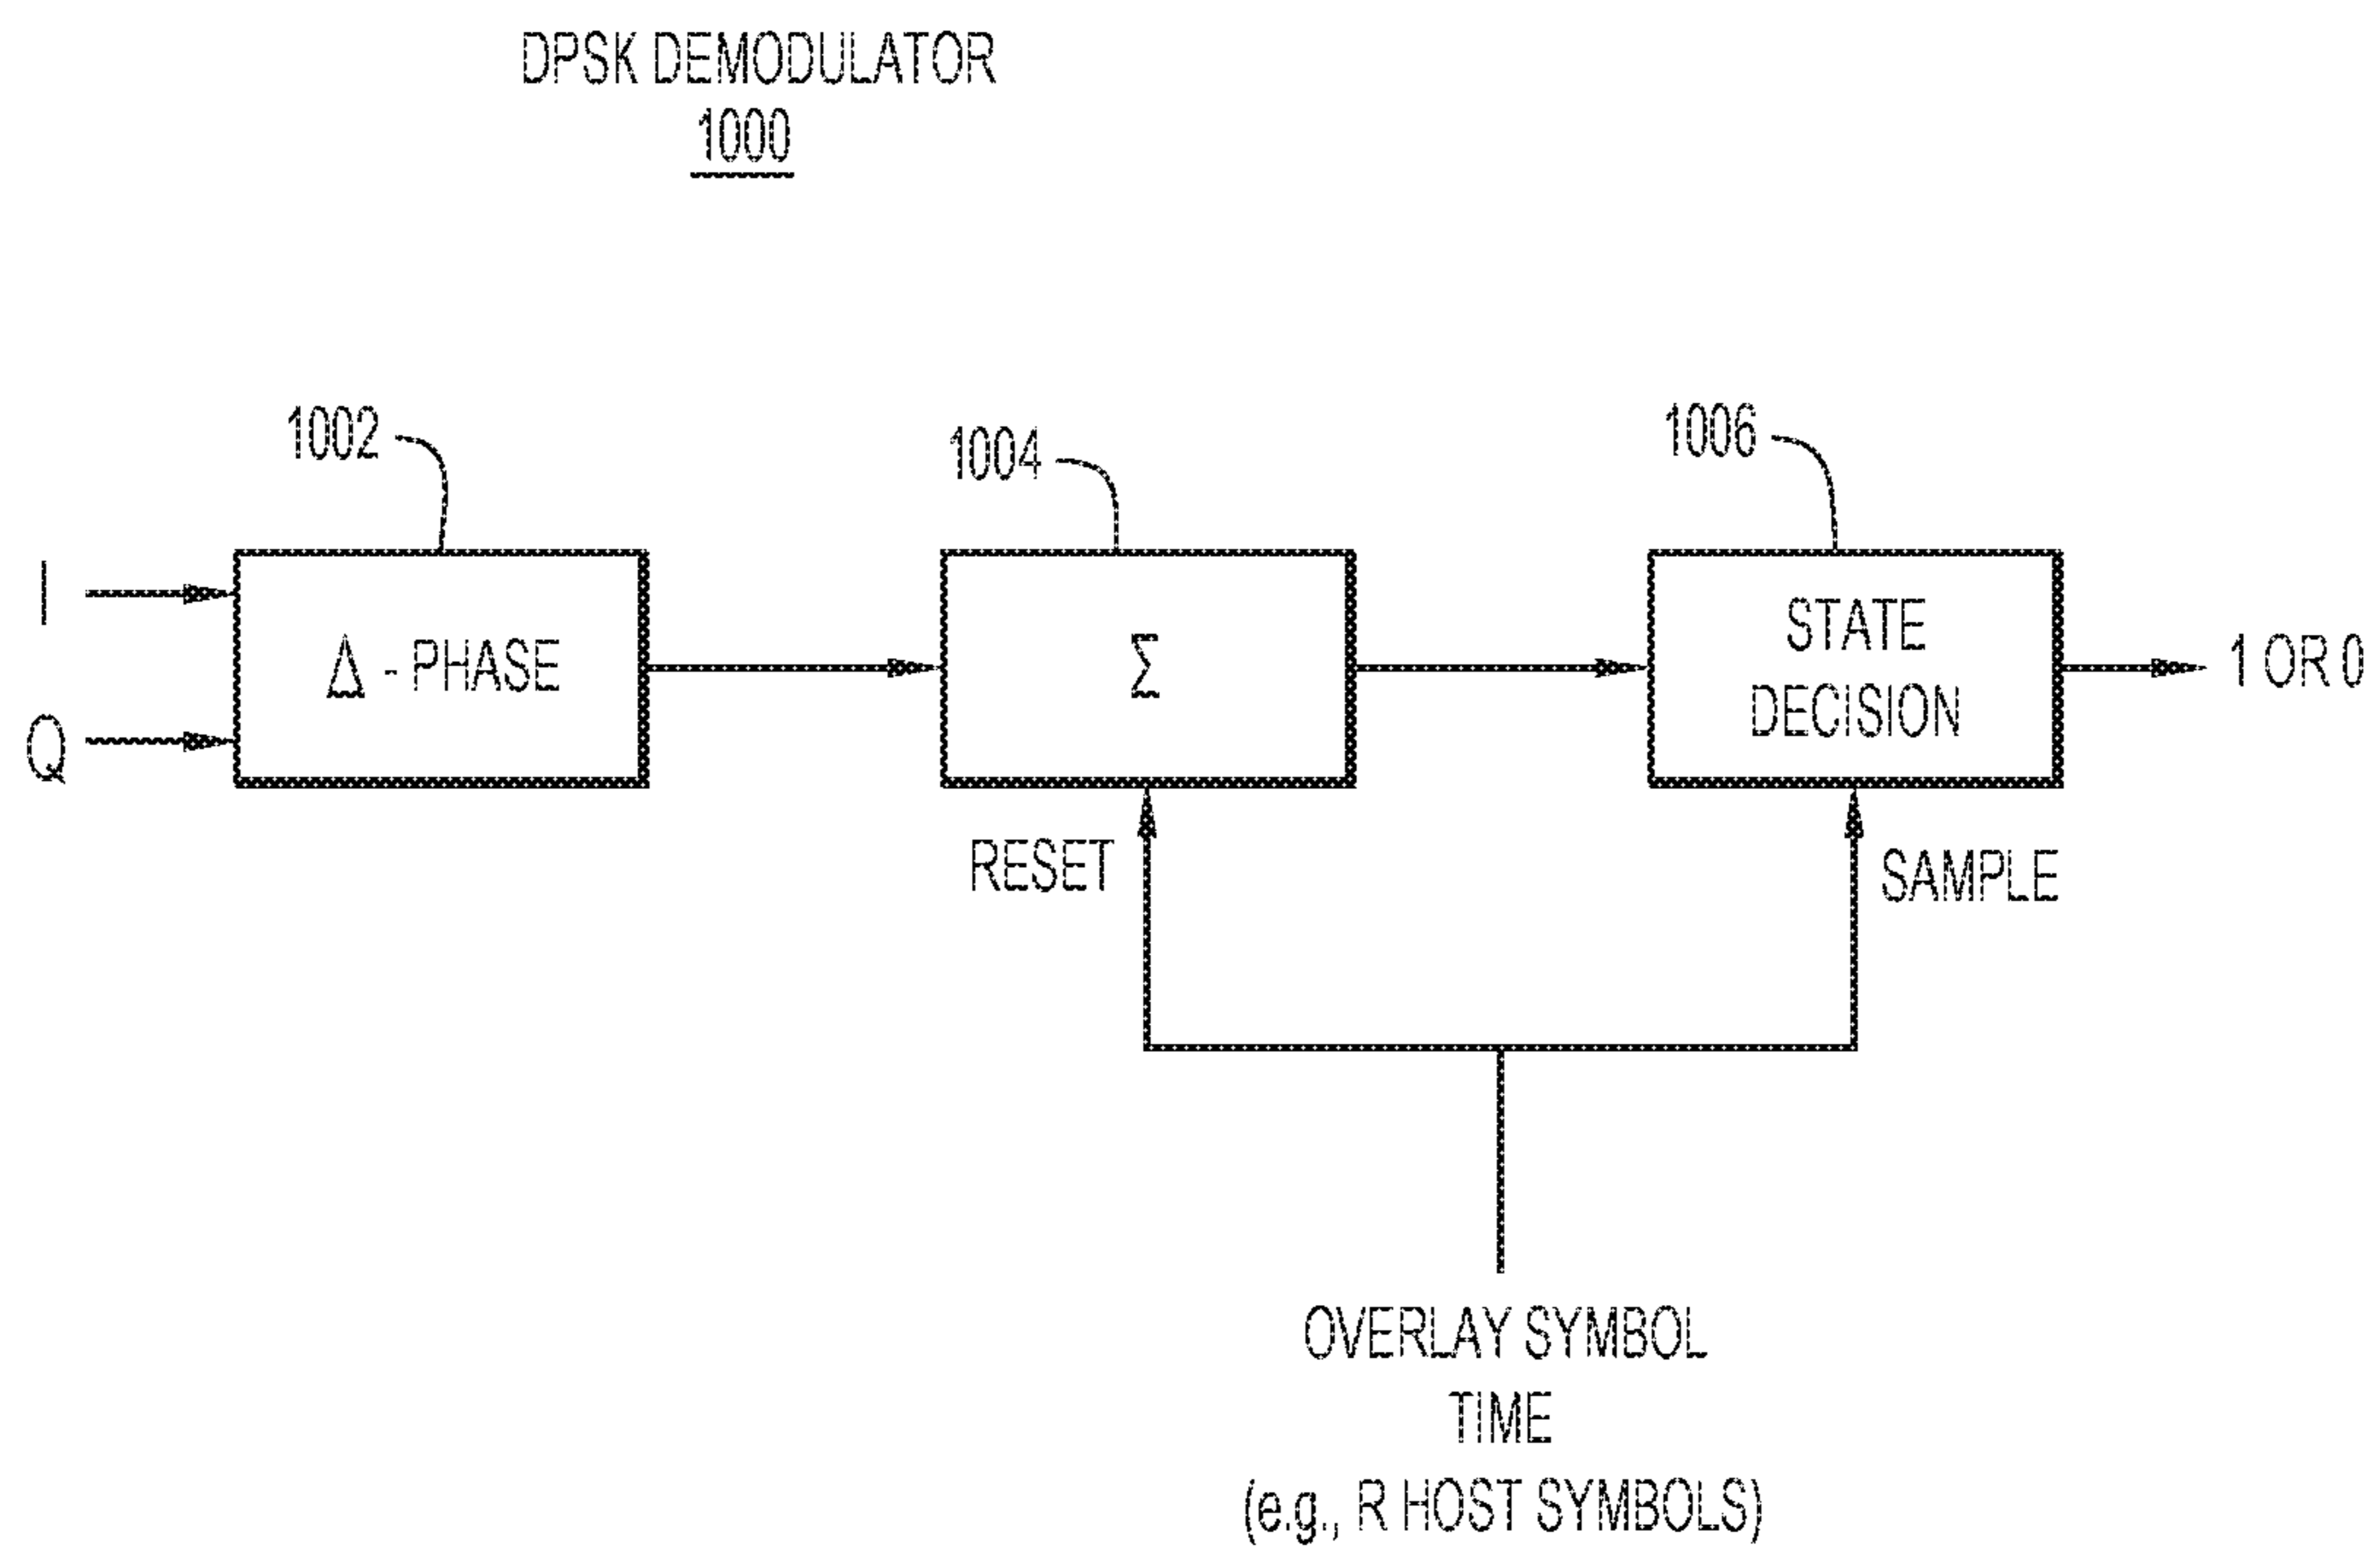 DPSK DEMODULATOR
1000
1002
1004
1006
I
Q
Δ - PHASE
Σ
STATE
DECISION
1 OR 0
RESET
SAMPLE
OVERLAY SYMBOL
TIME
(e.g., R HOST SYMBOLS)